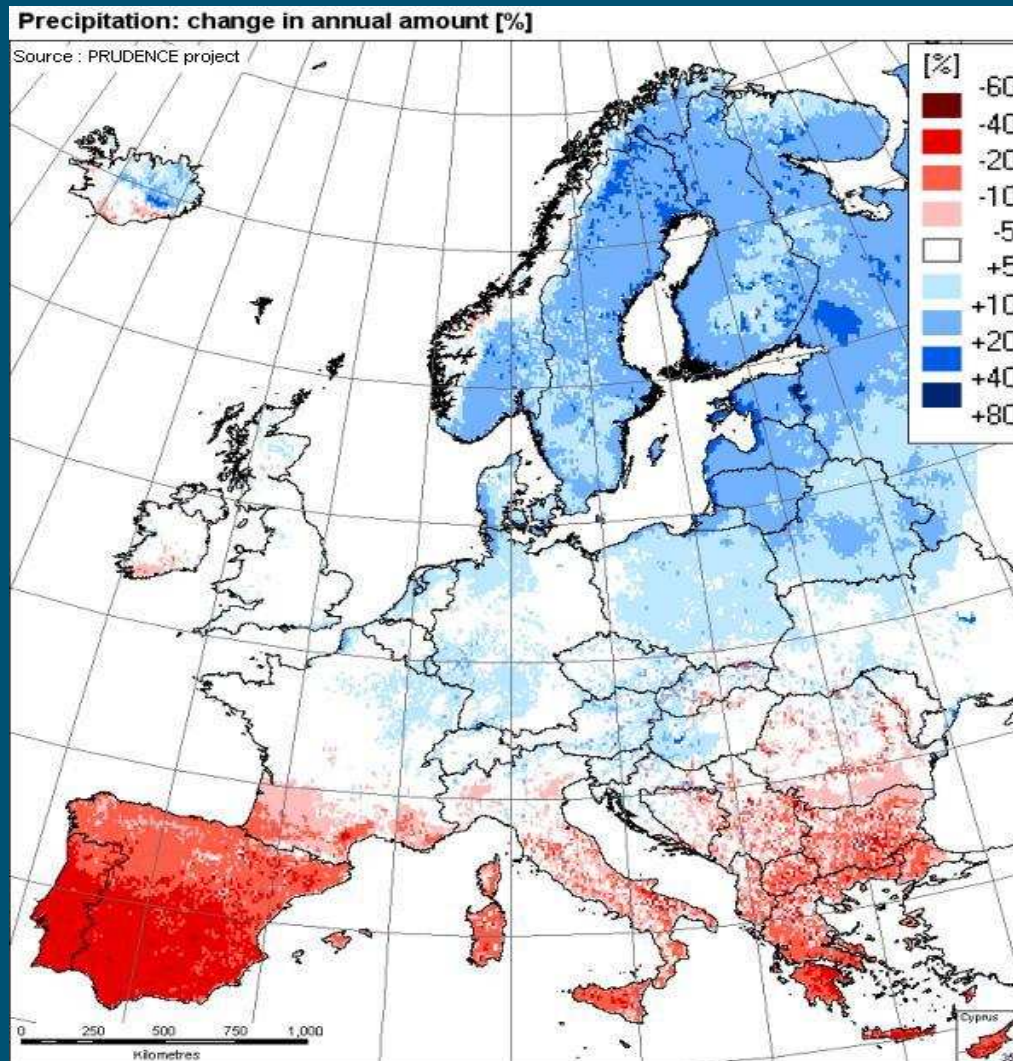 Precipitation: change in annual amount [%]
Source : PRUDENCE project
[%]
-60
-40
-20
-10
-5
+5
+10
+20
+40
+80
0 250 500 750 1,000
Kilometres
Cyprus